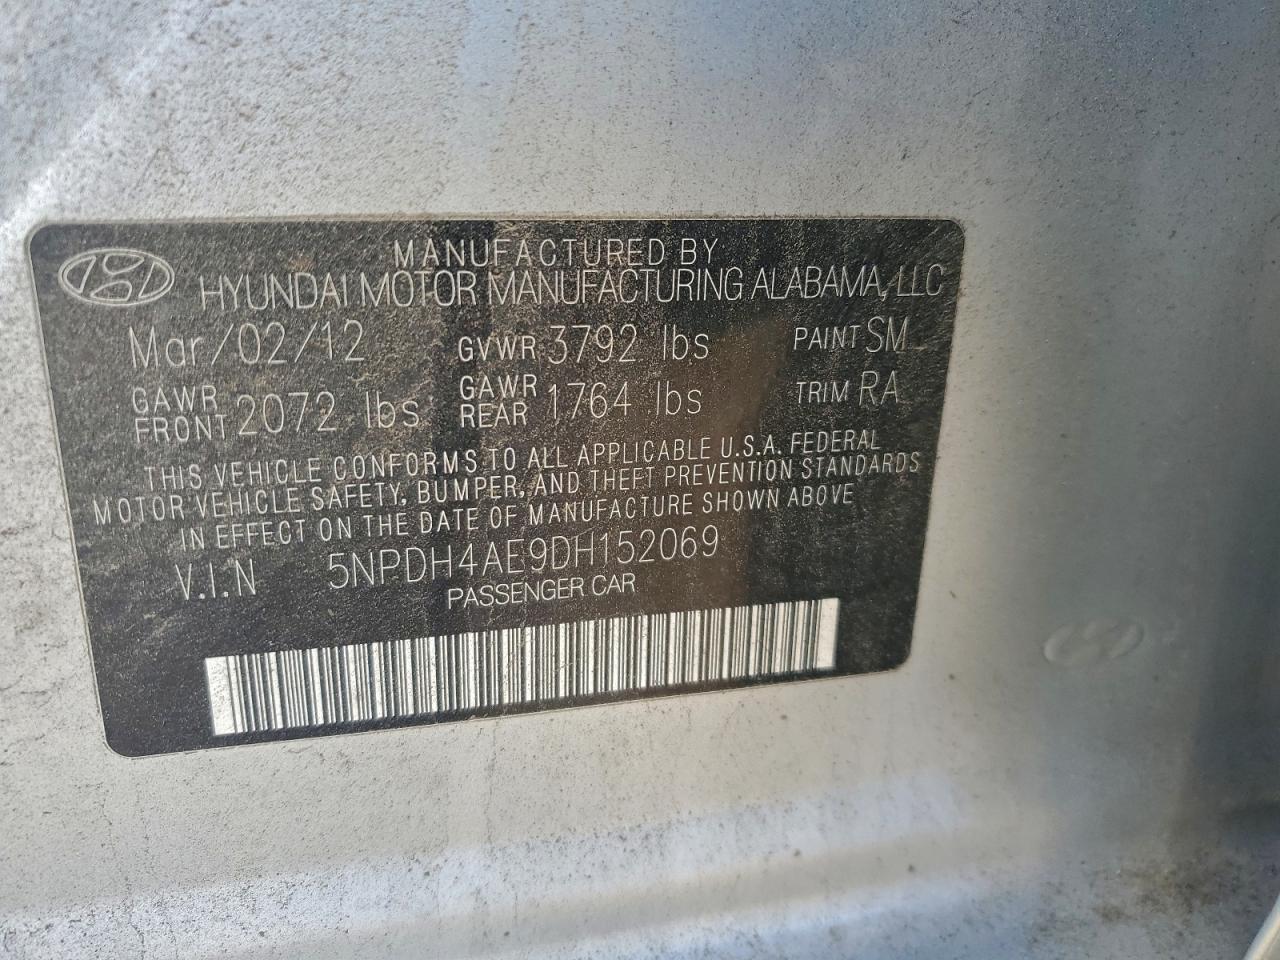 MANUFACTURED BY
HYUNDAI MOTOR MANUFACTURING ALABAMA, LLC
Mar/02/12 GVWR 3792 lbs PAINT SM
GAWR FRONT 2072 lbs GAWR REAR 1764 lbs TRIM RA
THIS VEHICLE CONFORMS TO ALL APPLICABLE U.S.A. FEDERAL
MOTOR VEHICLE SAFETY, BUMPER, AND THEFT PREVENTION STANDARDS
IN EFFECT ON THE DATE OF MANUFACTURE SHOWN ABOVE
V.I.N 5NPDH4AE9DH152069
PASSENGER CAR